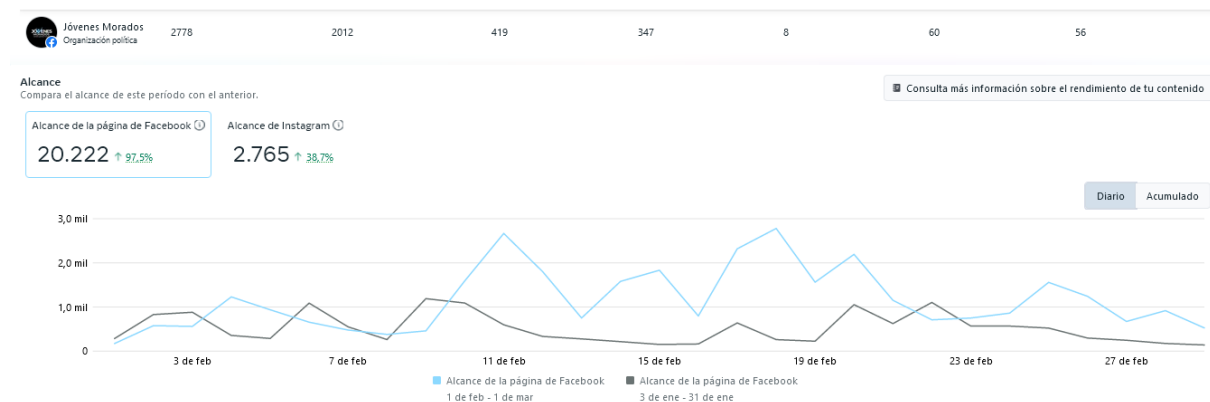 Jóvenes Morados 2778 2012 419 347 8 60 56
Organización política
Alcance
Compara el alcance de este período con el anterior.
Consulta más información sobre el rendimiento de tu contenido
Alcance de la página de Facebook Alcance de Instagram
20.222 ↑ 97,5% 2.765 ↑ 38,7%
Diario Acumulado
3,0 mil
2,0 mil
1,0 mil
0
3 de feb 7 de feb 11 de feb 15 de feb 19 de feb 23 de feb 27 de feb
Alcance de la página de Facebook Alcance de la página de Facebook
1 de feb - 1 de mar 3 de ene - 31 de ene